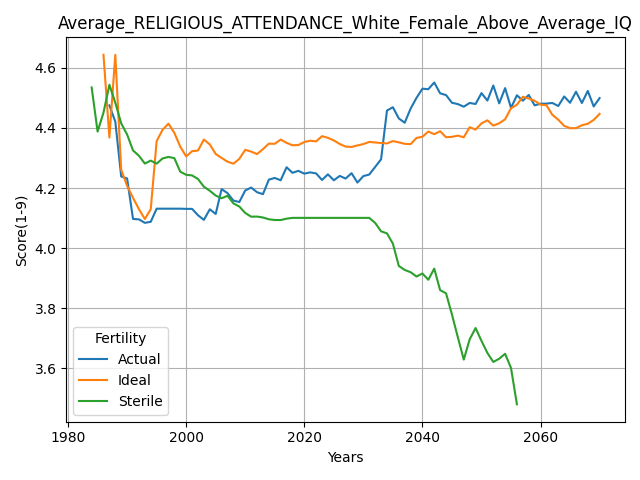 Average_RELIGIOUS_ATTENDANCE_White_Female_Above_Average_IQ
Score(1-9)
4.6
4.4
4.2
4.0
3.8
3.6
Fertility
Actual
Ideal
Sterile
1980
2000
2020
2040
2060
Years